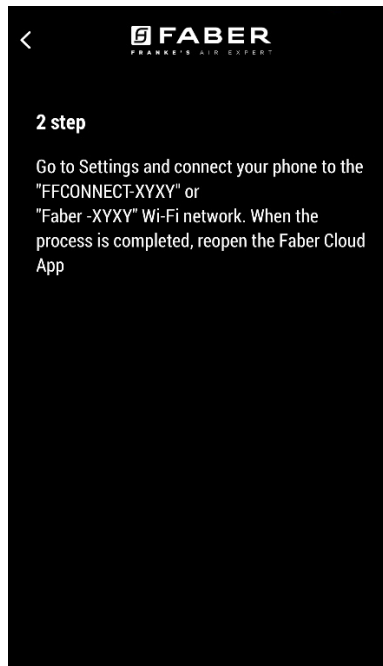 FABER
FRANKE'S AIR EXPERT
2 step
Go to Settings and connect your phone to the
"FFCONNECT-XYXY" or
"Faber -XYXY" Wi-Fi network. When the
process is completed, reopen the Faber Cloud
App